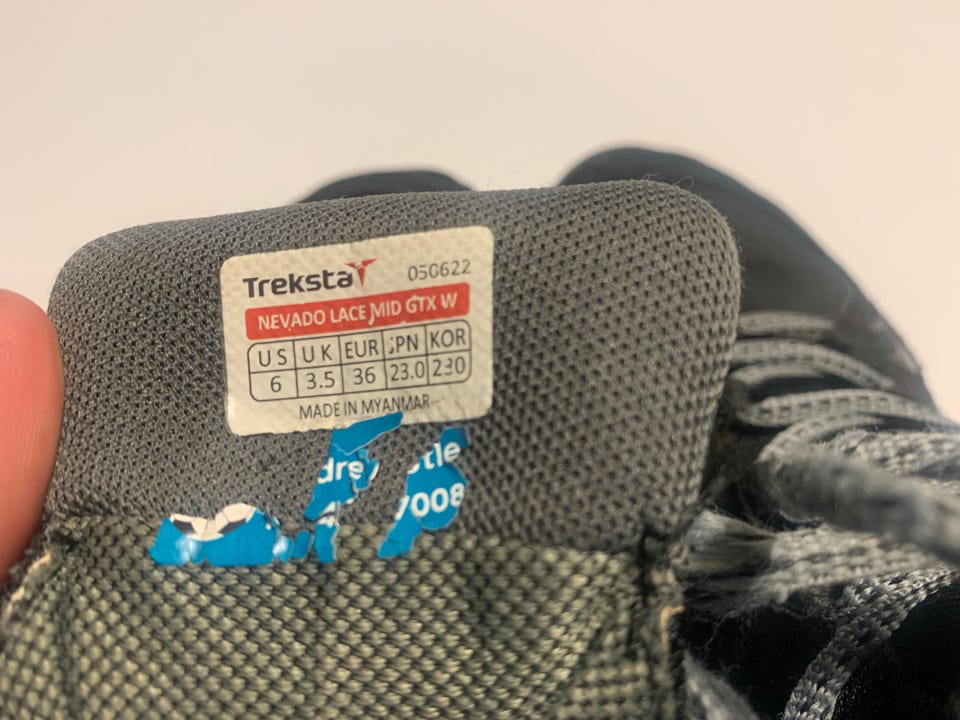 Treksta 050622
NEVADO LACE MID GTX W
US UK EUR JPN KOR
6 3.5 36 23.0 230
MADE IN MYANMAR